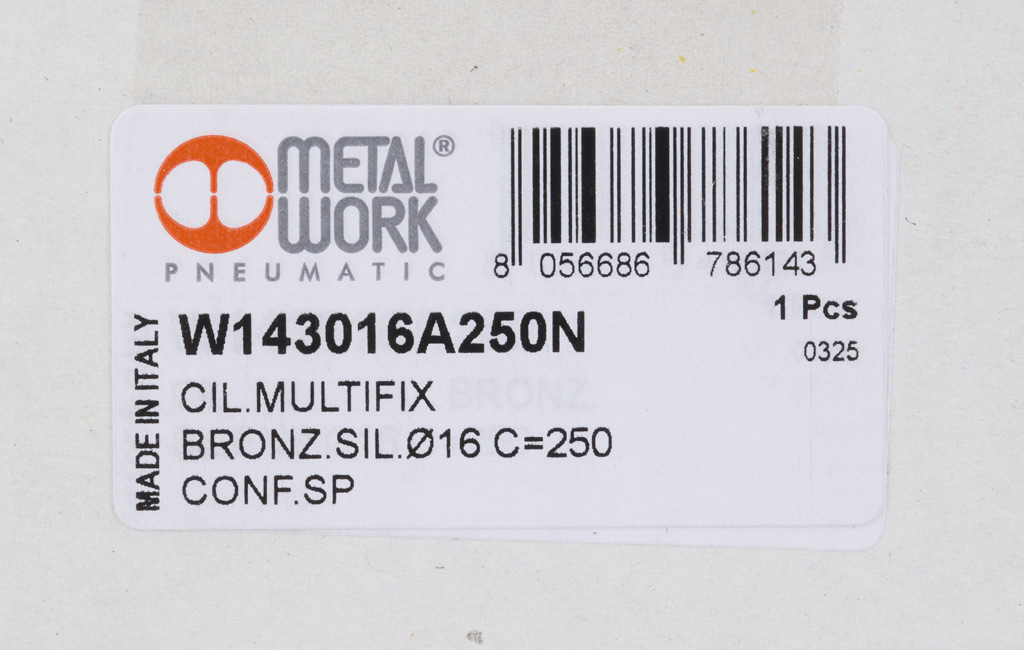 METAL®
WORK
PNEUMATIC
8 056686 786143
1 Pcs
W143016A250N
0325
MADE IN ITALY
CIL.MULTIFIX
BRONZ.SIL.Ø16 C=250
CONF.SP
BRONZ.